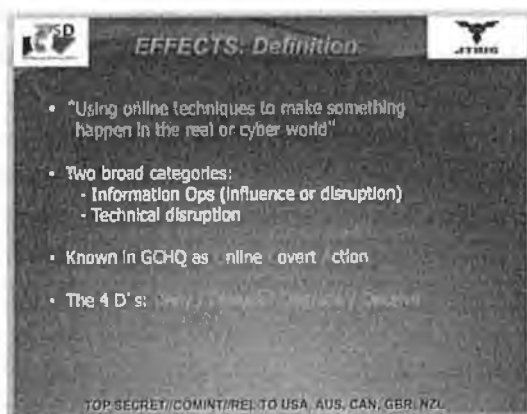 SD
EFFECTS: Definition
JTRIG
• "Using online techniques to make something
happen in the real or cyber world"
• Two broad categories:
- Information Ops (influence or disruption)
- Technical disruption
• Known in GCHQ as nline overt ction
• The 4 D's:
TOP SECRET//COMINT//REL TO USA, AUS, CAN, GBR, NZL